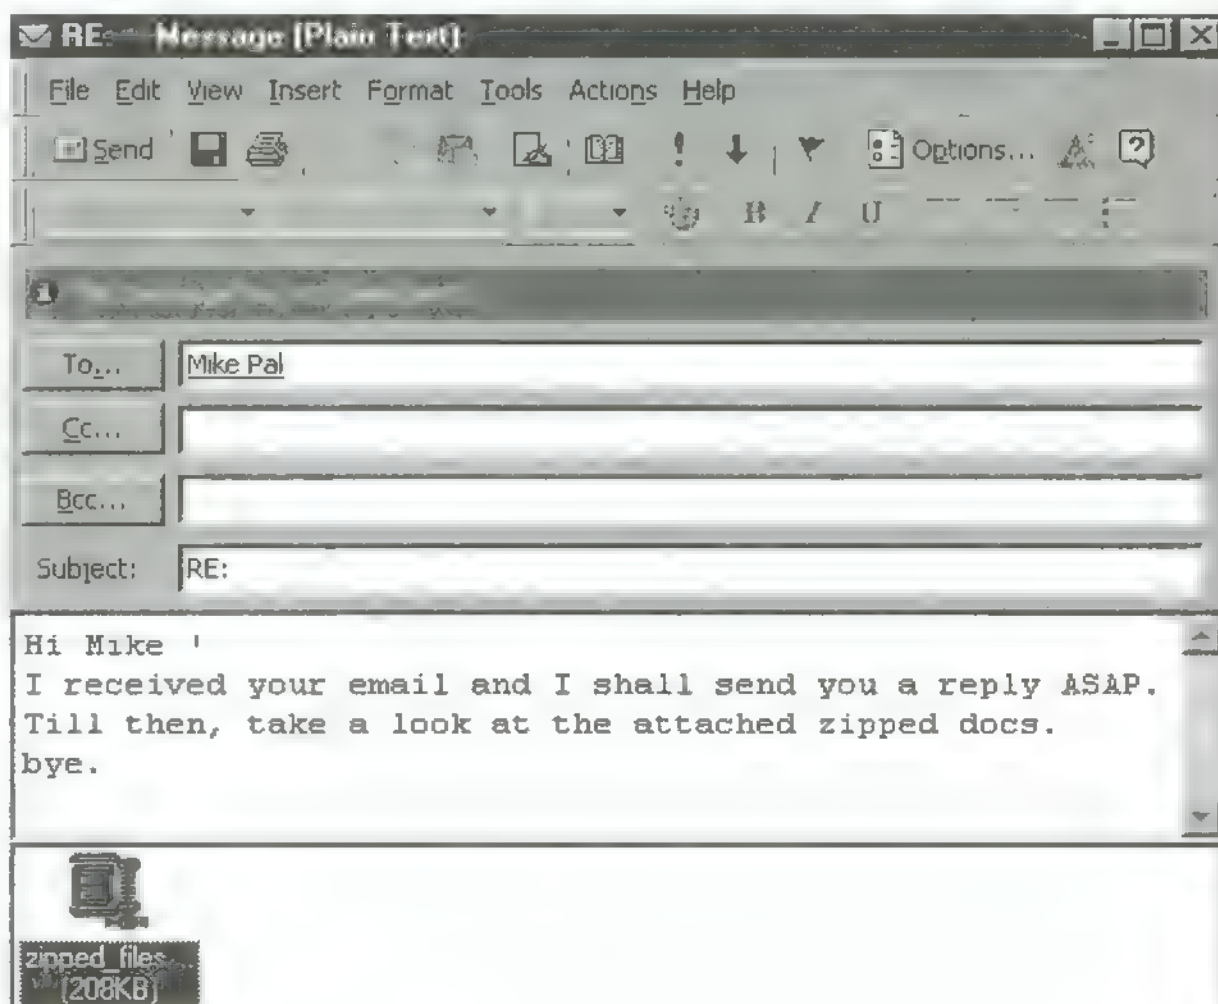 RE: Message (Plain Text)
File Edit View Insert Format Tools Actions Help
Send Options...
B I U
To... Mike Pal
Cc...
Bcc...
Subject: RE:
Hi Mike '
I received your email and I shall send you a reply ASAP.
Till then, take a look at the attached zipped docs.
bye.
zipped_files...
(208KB)